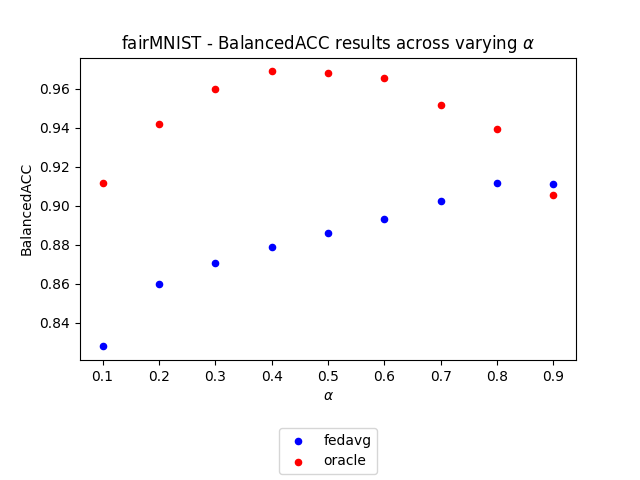 fairMNIST - BalancedACC results across varying α
0.96
0.94
0.92
0.90
0.88
0.86
0.84
BalancedACC
0.1 0.2 0.3 0.4 0.5 0.6 0.7 0.8 0.9
α
fedavg
oracle